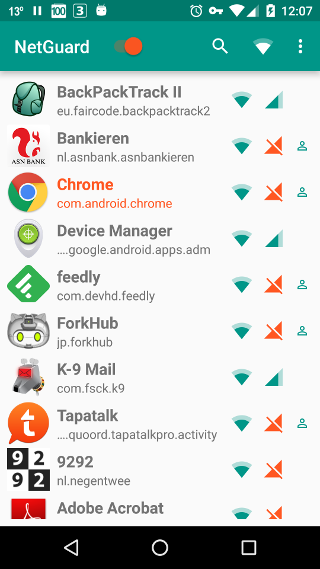 13°
100
3
12:07
NetGuard
BackPackTrack II
eu.faircode.backpacktrack2
Bankieren
nl.asnbank.asnbankieren
ASN BANK
Chrome
com.android.chrome
Device Manager
....google.android.apps.adm
feedly
com.devhd.feedly
ForkHub
jp.forkhub
K-9 Mail
com.fsck.k9
Tapatalk
....quoord.tapatalkpro.activity
9 2
9 2
9292
nl.negentwee
Adobe Acrobat